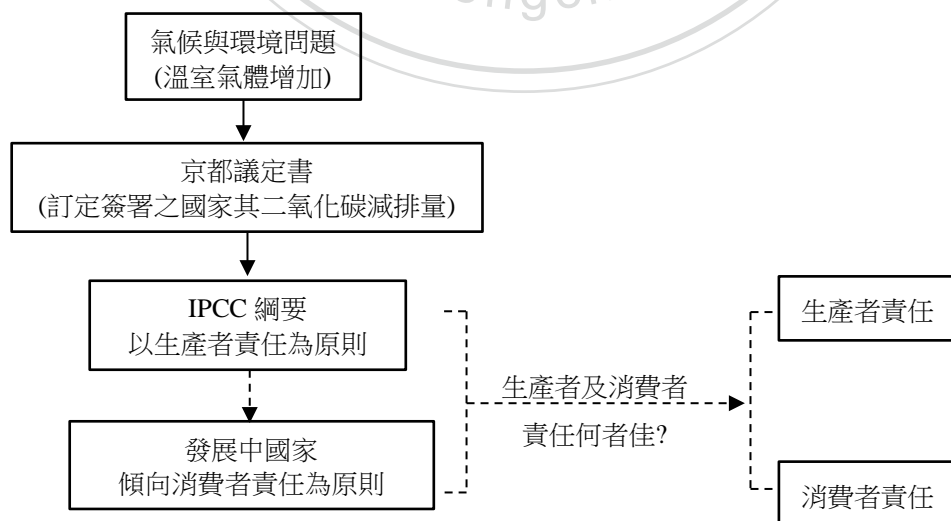 氣候與環境問題
(溫室氣體增加)
京都議定書
(訂定簽署之國家其二氧化碳減排量)
IPCC 綱要
以生產者責任為原則
發展中國家
傾向消費者責任為原則
生產者及消費者
責任何者佳?
生產者責任
消費者責任